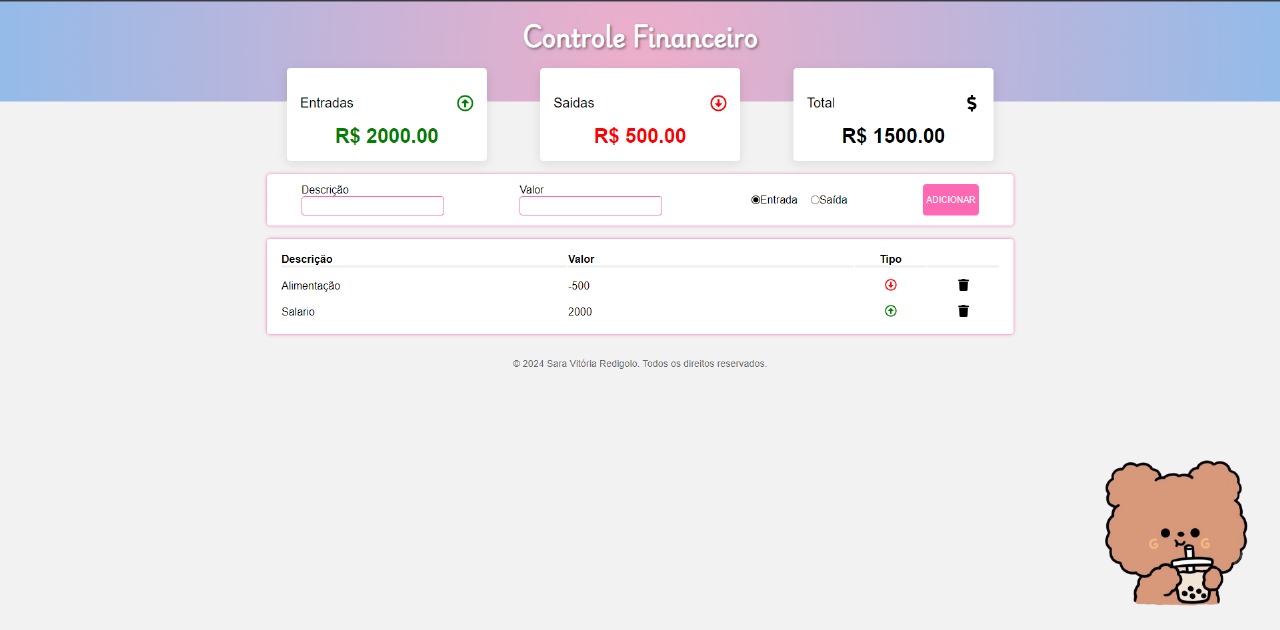 Controle Financeiro
Entradas
R$ 2000.00
Saidas
R$ 500.00
Total
$
R$ 1500.00
Descrição
Valor
Entrada
Saída
ADICIONAR
Descrição Valor Tipo
Alimentação -500
Salario 2000
© 2024 Sara Vitória Redigolo. Todos os direitos reservados.